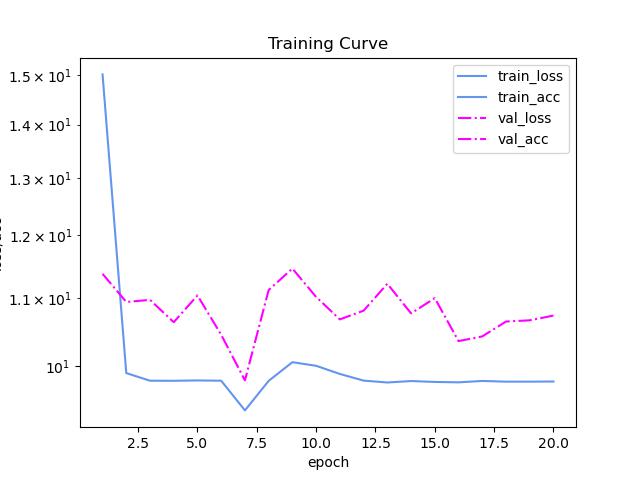 Training Curve
train_loss
train_acc
val_loss
val_acc
1.5 × 10¹
1.4 × 10¹
1.3 × 10¹
1.2 × 10¹
1.1 × 10¹
10¹
2.5 5.0 7.5 10.0 12.5 15.0 17.5 20.0
epoch